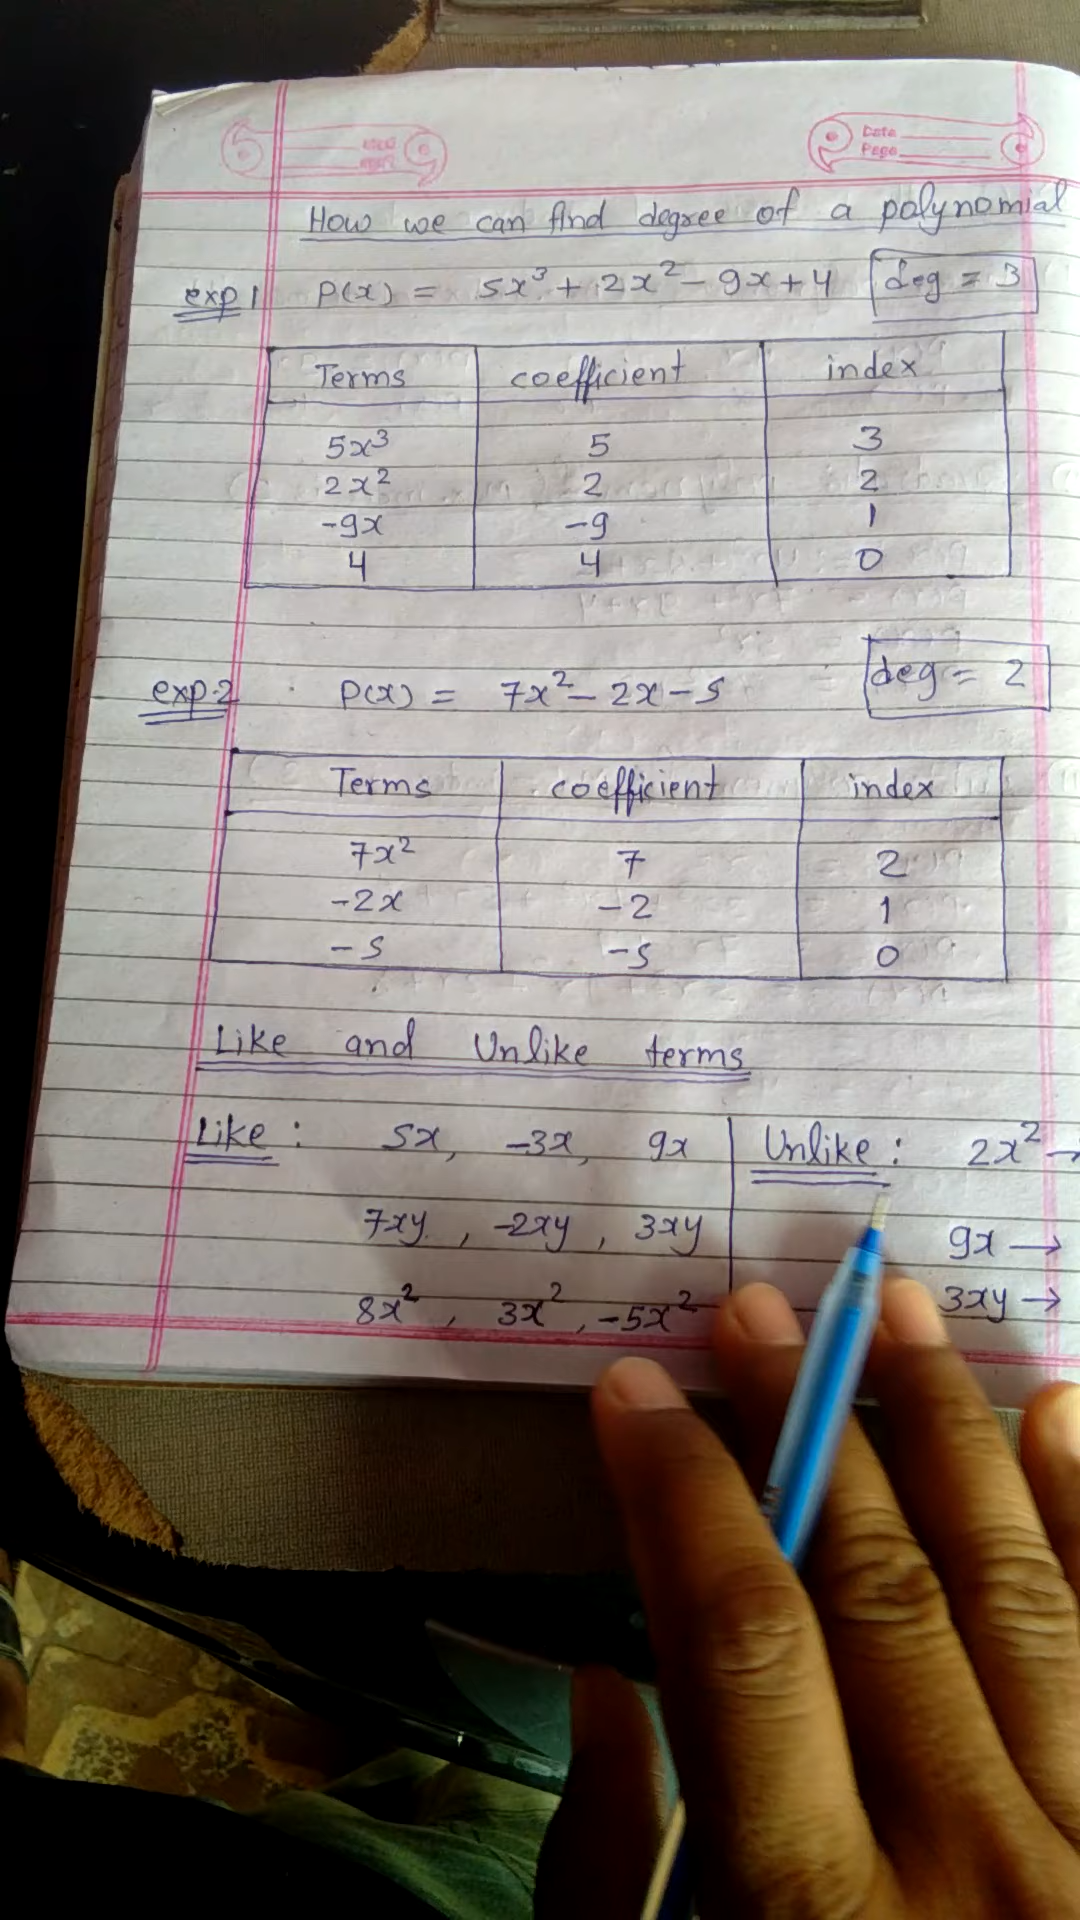 Date
Page
How we can find degree of a polynomial
exp 1 P(x) = 5x³ + 2x² - 9x + 4 deg = 3
Terms coefficient index
5x³ 5 3
2x² 2 2
-9x -9 1
4 4 0
exp.2 P(x) = 7x² - 2x - 5 deg = 2
Terms coefficient index
7x² 7 2
-2x -2 1
-5 -5 0
Like and Unlike terms
Like : 5x, -3x, 9x Unlike : 2x² →
7xy, -2xy, 3xy 9x →
8x², 3x², -5x² 3xy →